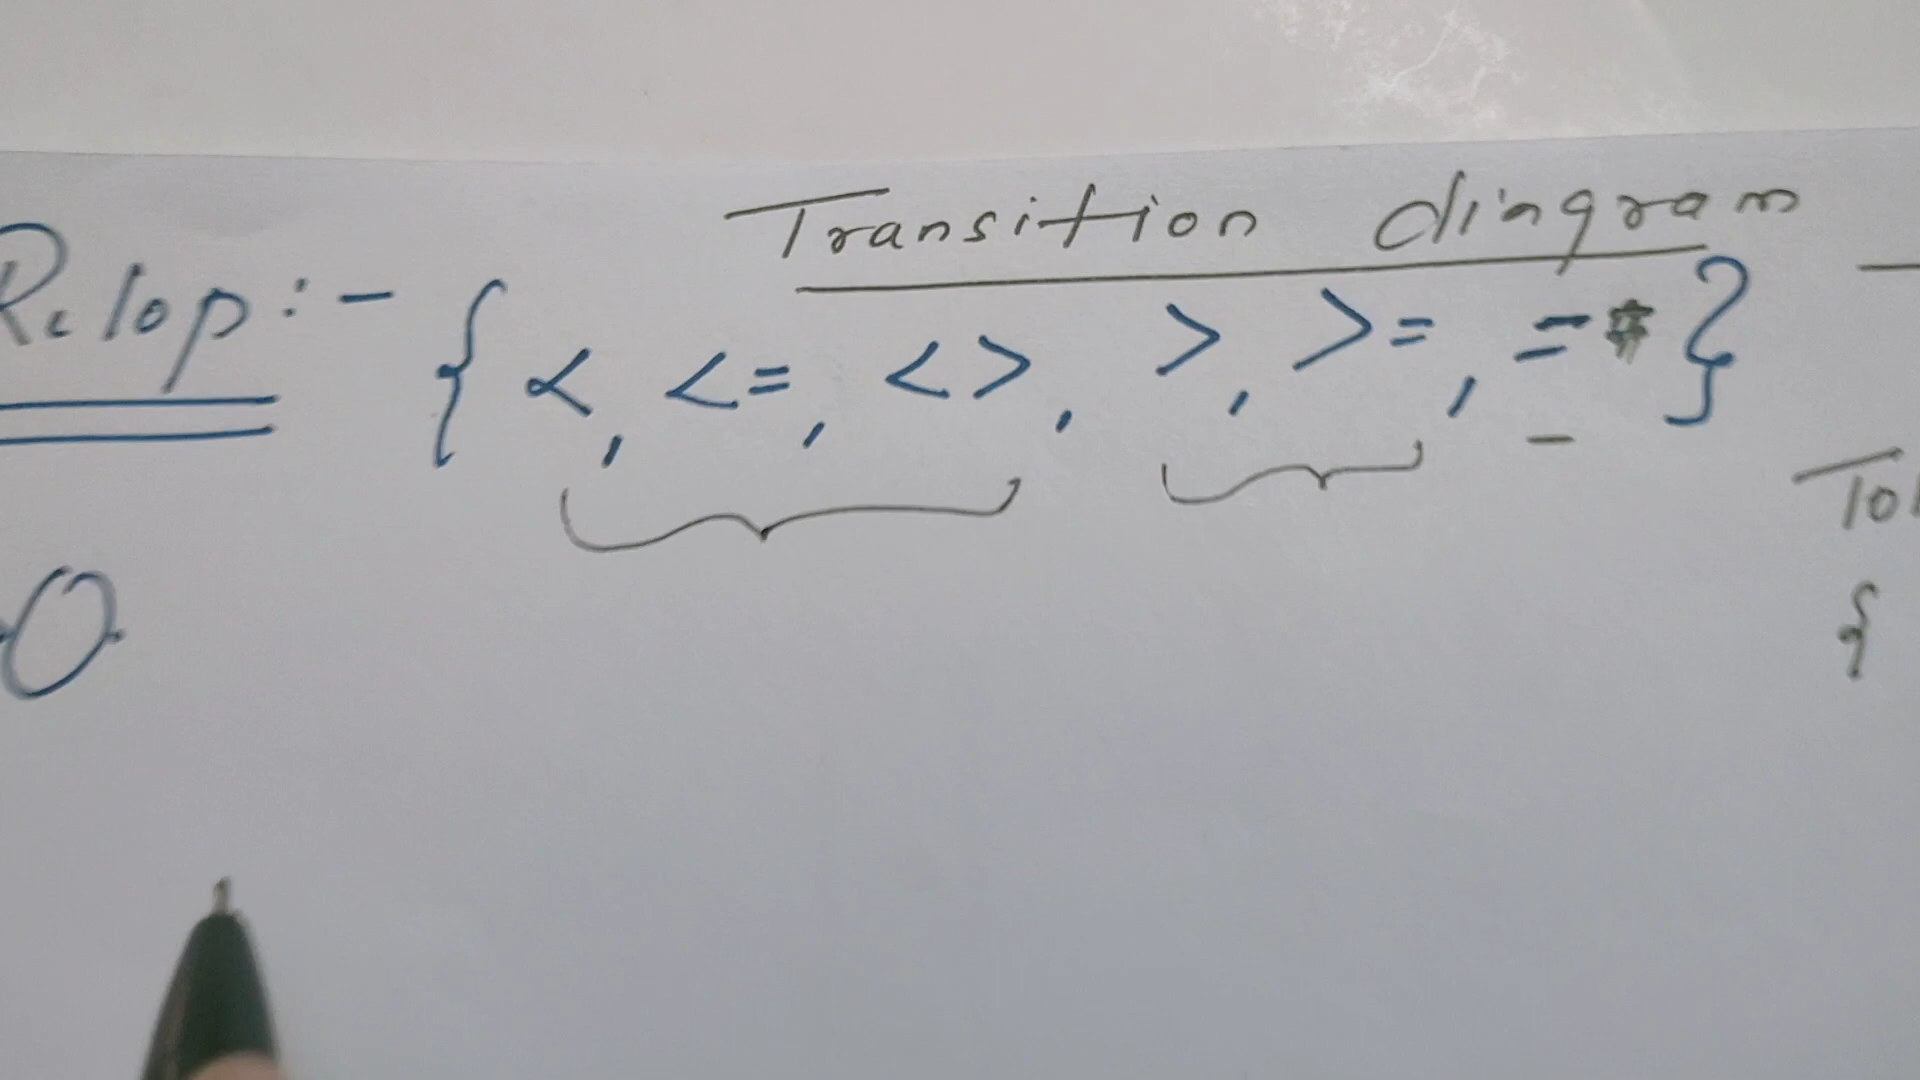 Transition diagram
Relop:- { <, <=, <>, >, >=, = }
{